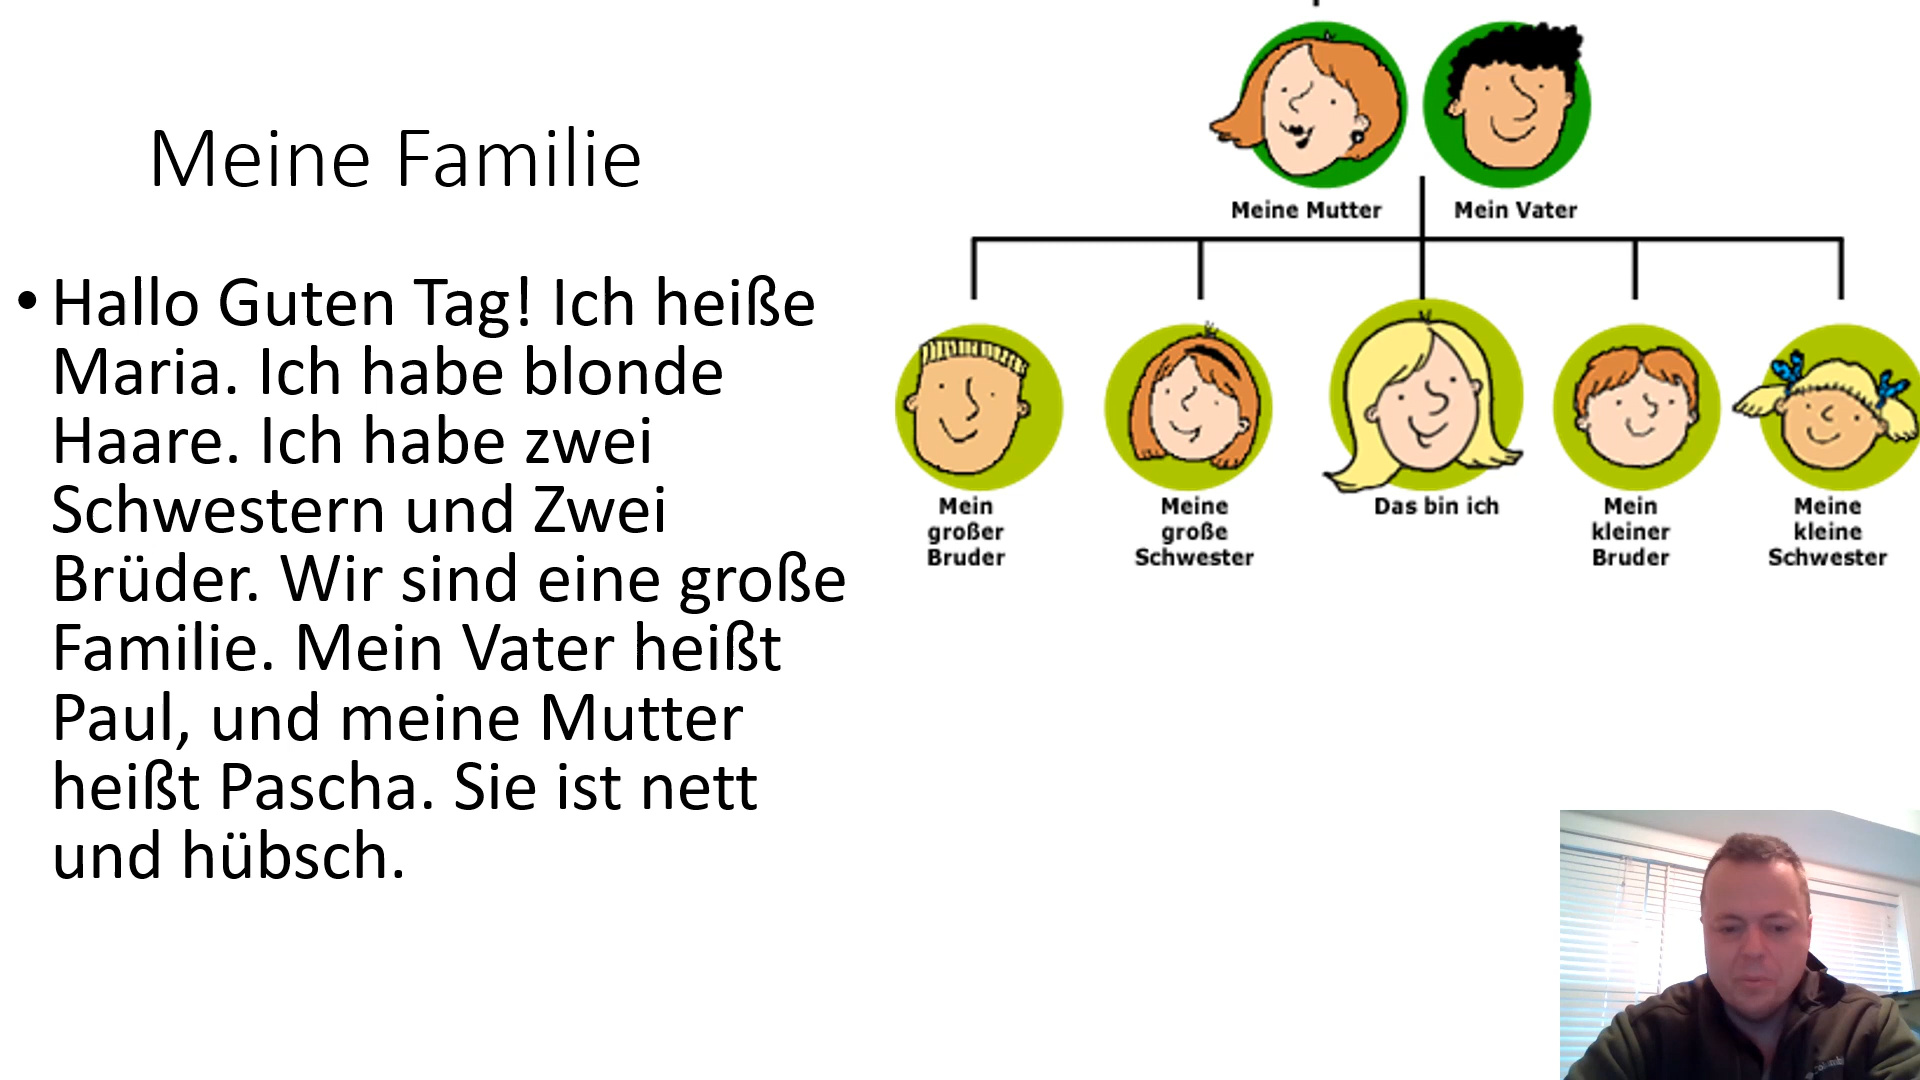 Meine Familie
• Hallo Guten Tag! Ich heiße
Maria. Ich habe blonde
Haare. Ich habe zwei
Schwestern und Zwei
Brüder. Wir sind eine große
Familie. Mein Vater heißt
Paul, und meine Mutter
heißt Pascha. Sie ist nett
und hübsch.
Meine Mutter
Mein Vater
Mein
großer
Bruder
Meine
große
Schwester
Das bin ich
Mein
kleiner
Bruder
Meine
kleine
Schwester